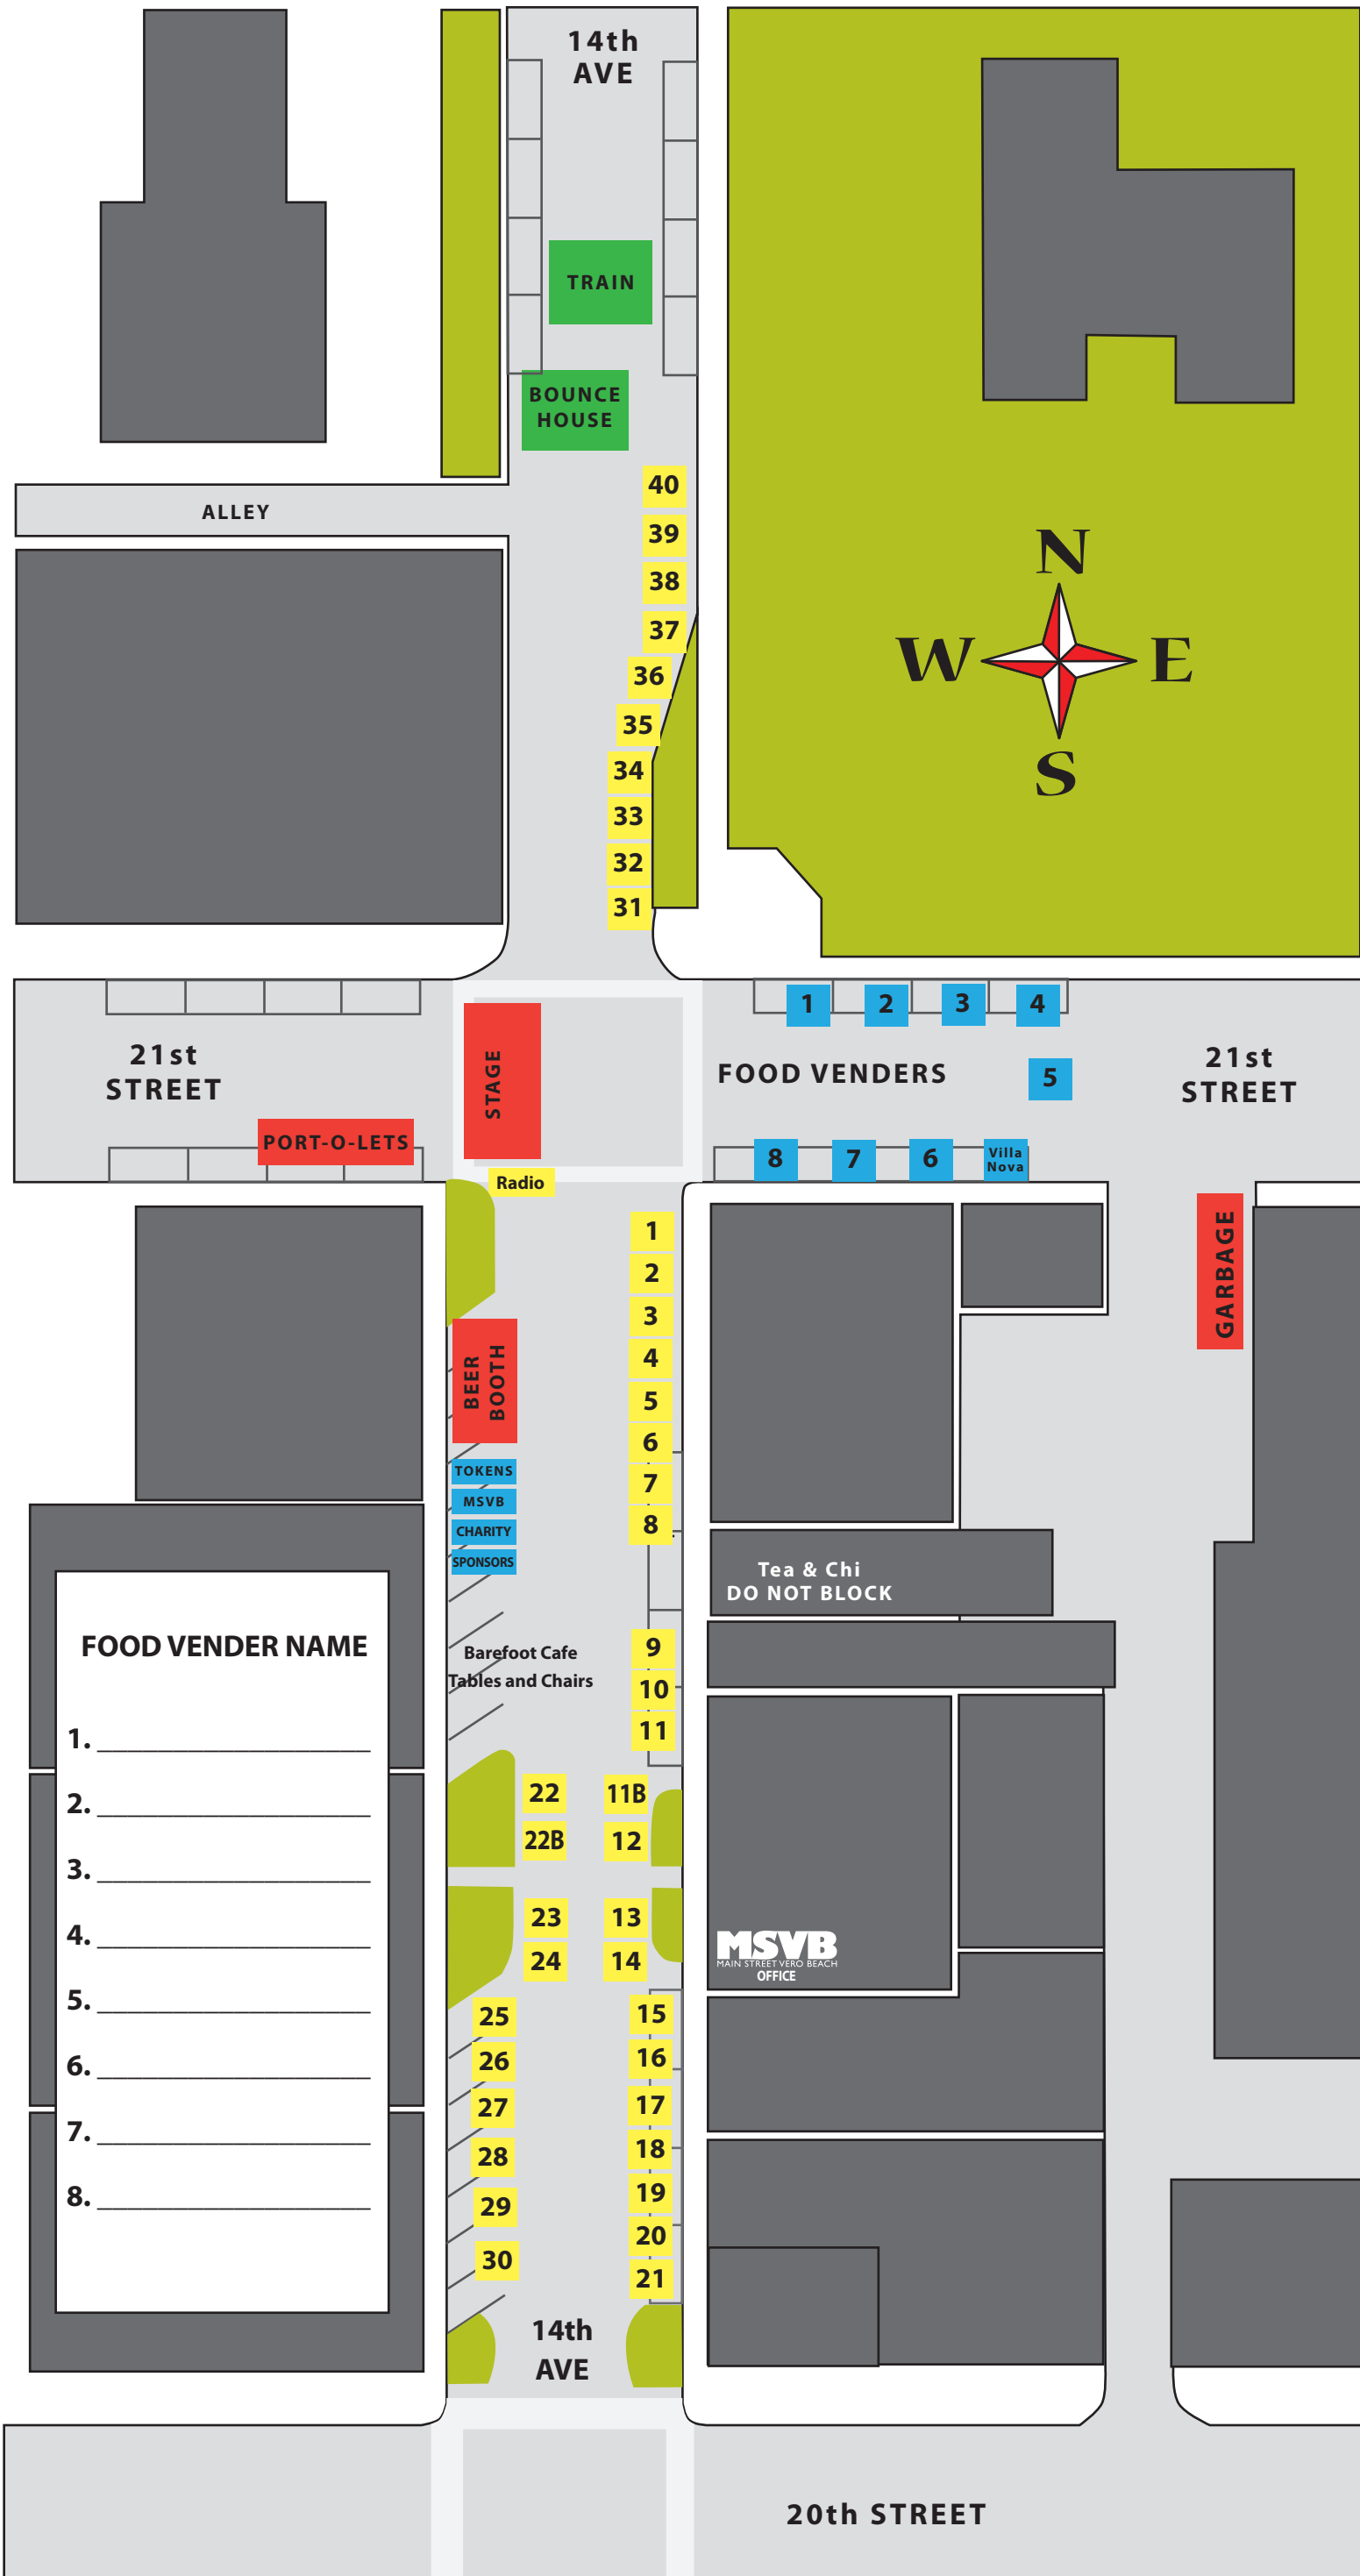 14th
AVE
TRAIN
BOUNCE
HOUSE
40
ALLEY
39
38
37
36
35
34
33
32
31
N
W
E
S
1
2
3
4
21st
STREET
STAGE
FOOD VENDERS
5
21st
STREET
PORT-O-LETS
8
7
6
Villa
Nova
Radio
GARBAGE
1
2
3
4
5
6
7
8
BEER
BOOTH
TOKENS
MSVB
CHARITY
SPONSORS
Tea & Chi
DO NOT BLOCK
Barefoot Cafe
Tables and Chairs
9
10
11
22
11B
22B
12
23
13
24
14
MSVB
MAIN STREET VERO BEACH
OFFICE
25
15
26
16
27
17
28
18
29
19
30
20
21
FOOD VENDER NAME
1.
2.
3.
4.
5.
6.
7.
8.
14th
AVE
20th STREET